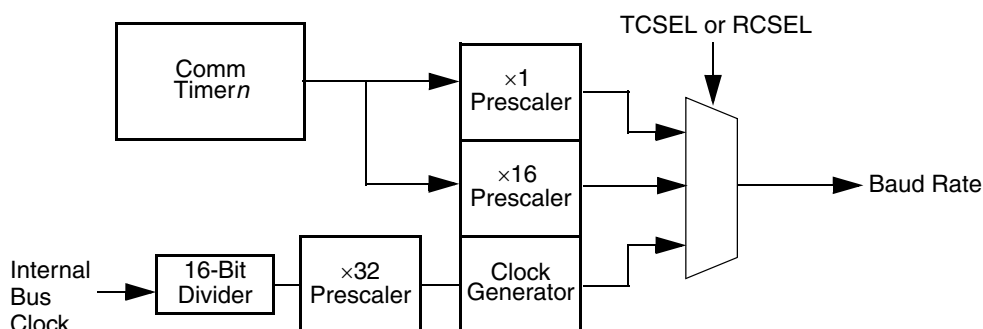 TCSEL or RCSEL
Comm
Timern
×1
Prescaler
×16
Prescaler
Baud Rate
Internal
Bus
Clock
16-Bit
Divider
×32
Prescaler
Clock
Generator